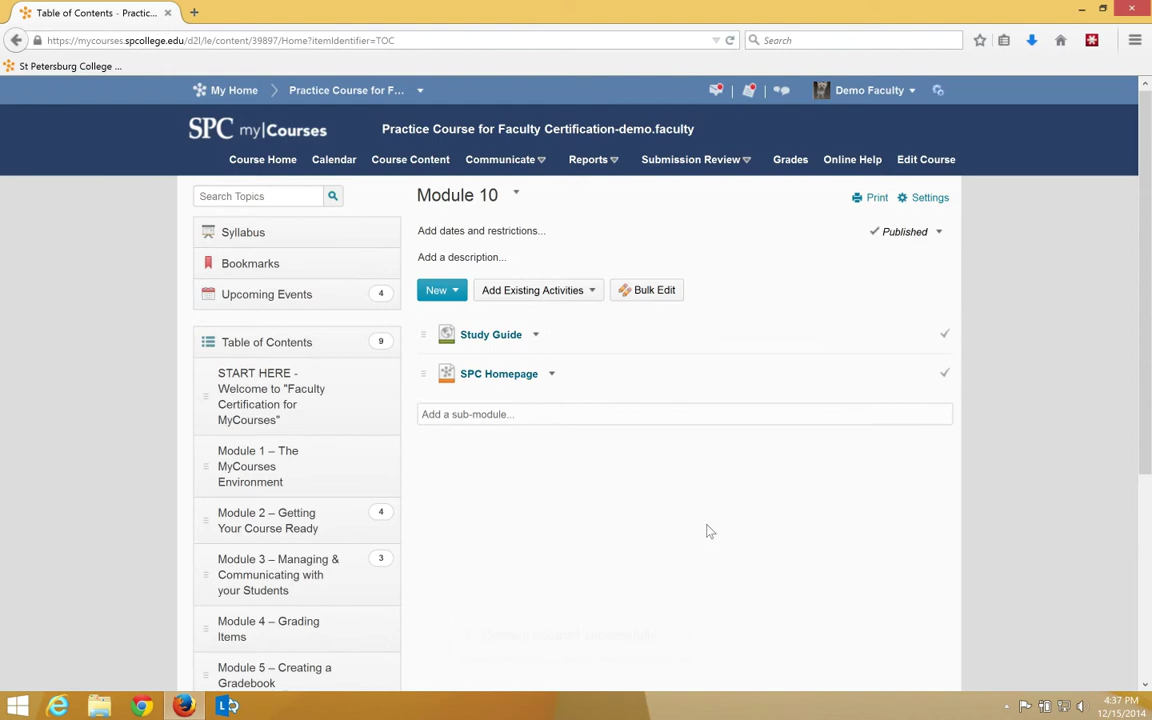 Table of Contents - Practic...
https://mycourses.spcollege.edu/d2l/le/content/39897/Home?itemIdentifier=TOC
Search
St Petersburg College ...
My Home
Practice Course for F...
Demo Faculty
SPC my|Courses
Practice Course for Faculty Certification-demo.faculty
Course Home
Calendar
Course Content
Communicate
Reports
Submission Review
Grades
Online Help
Edit Course
Search Topics
Syllabus
Bookmarks
Upcoming Events 4
Table of Contents 9
START HERE -
Welcome to "Faculty
Certification for
MyCourses"
Module 1 – The
MyCourses
Environment
Module 2 – Getting 4
Your Course Ready
Module 3 – Managing & 3
Communicating with
your Students
Module 4 – Grading
Items
Module 5 – Creating a
Gradebook
Module 10
Print
Settings
Add dates and restrictions...
Published
Add a description...
New
Add Existing Activities
Bulk Edit
Study Guide
SPC Homepage
Add a sub-module...
4:37 PM
12/15/2014